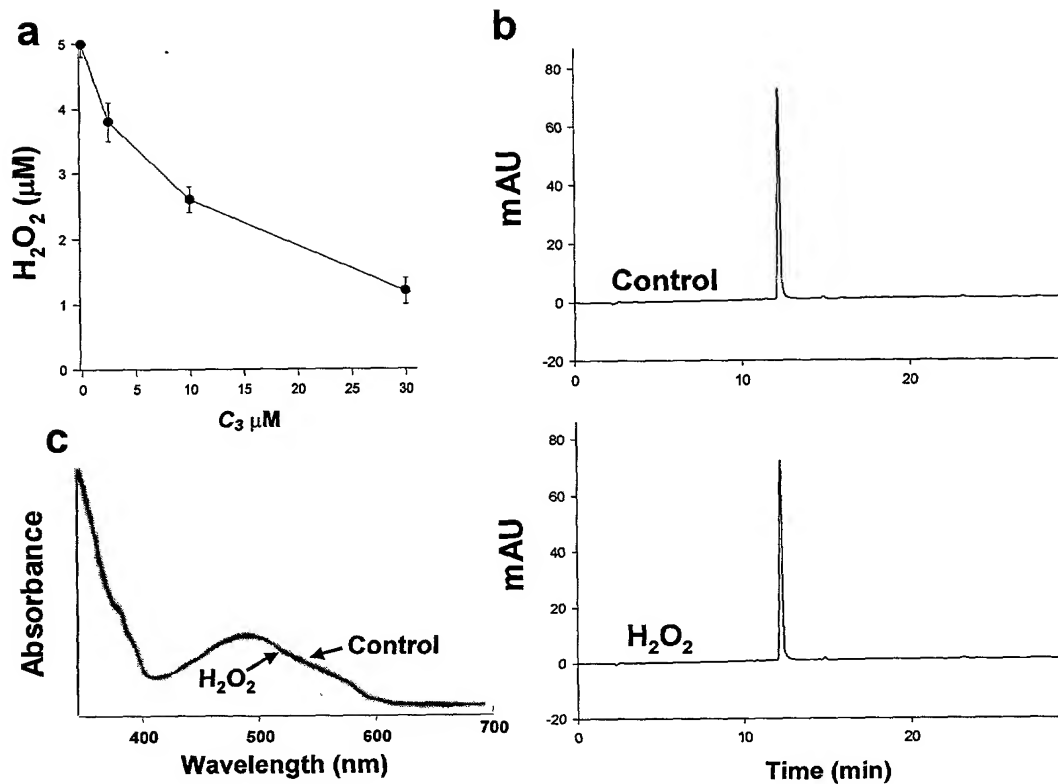 a
5
4
3
2
1
0
H₂O₂ (µM)
0 5 10 15 20 25 30
C₃ µM
b
80
60
40
20
0
-20
mAU
Control
0 10 20
c
Absorbance
H₂O₂
Control
400 500 600 700
Wavelength (nm)
80
60
40
20
0
-20
mAU
H₂O₂
0 10 20
Time (min)